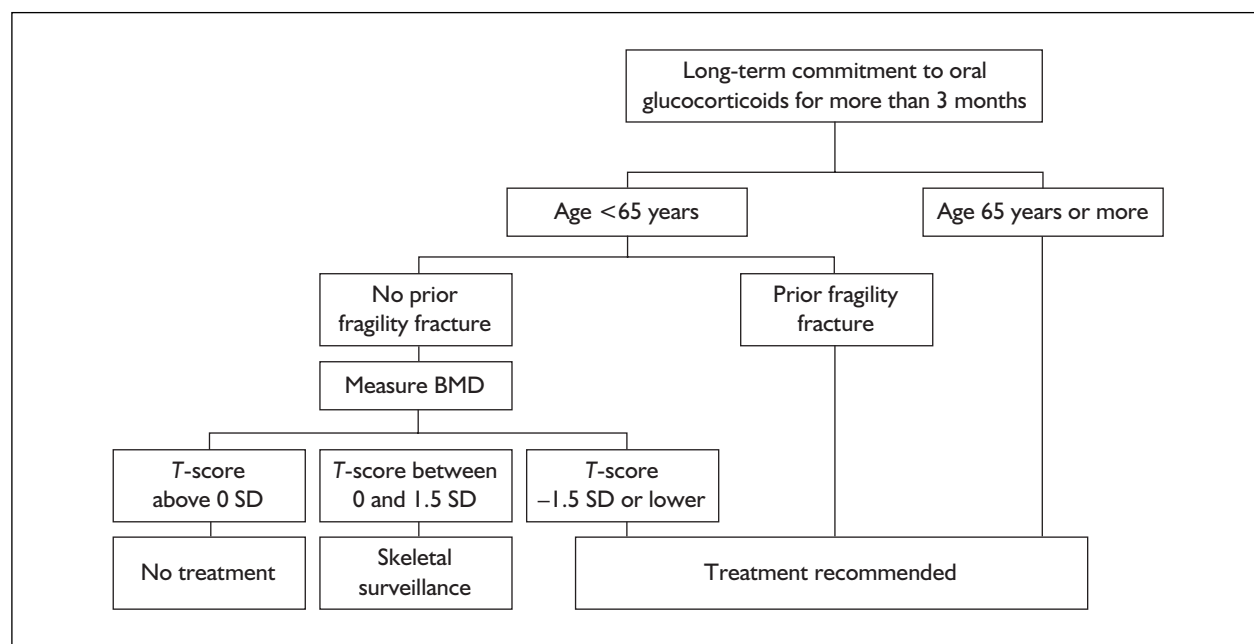 Long-term commitment to oral
glucocorticoids for more than 3 months
Age <65 years
Age 65 years or more
No prior
fragility fracture
Prior fragility
fracture
Measure BMD
T-score
above 0 SD
T-score between
0 and 1.5 SD
T-score
–1.5 SD or lower
No treatment
Skeletal
surveillance
Treatment recommended